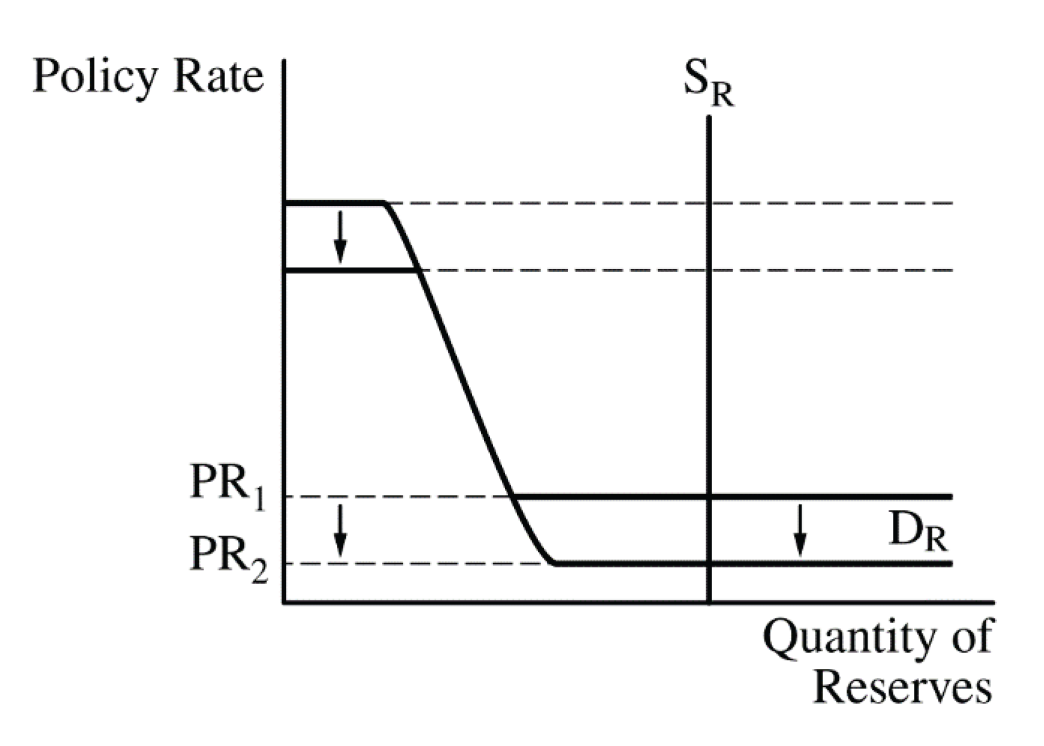 Policy Rate
S_R
PR_1
D_R
PR_2
Quantity of
Reserves